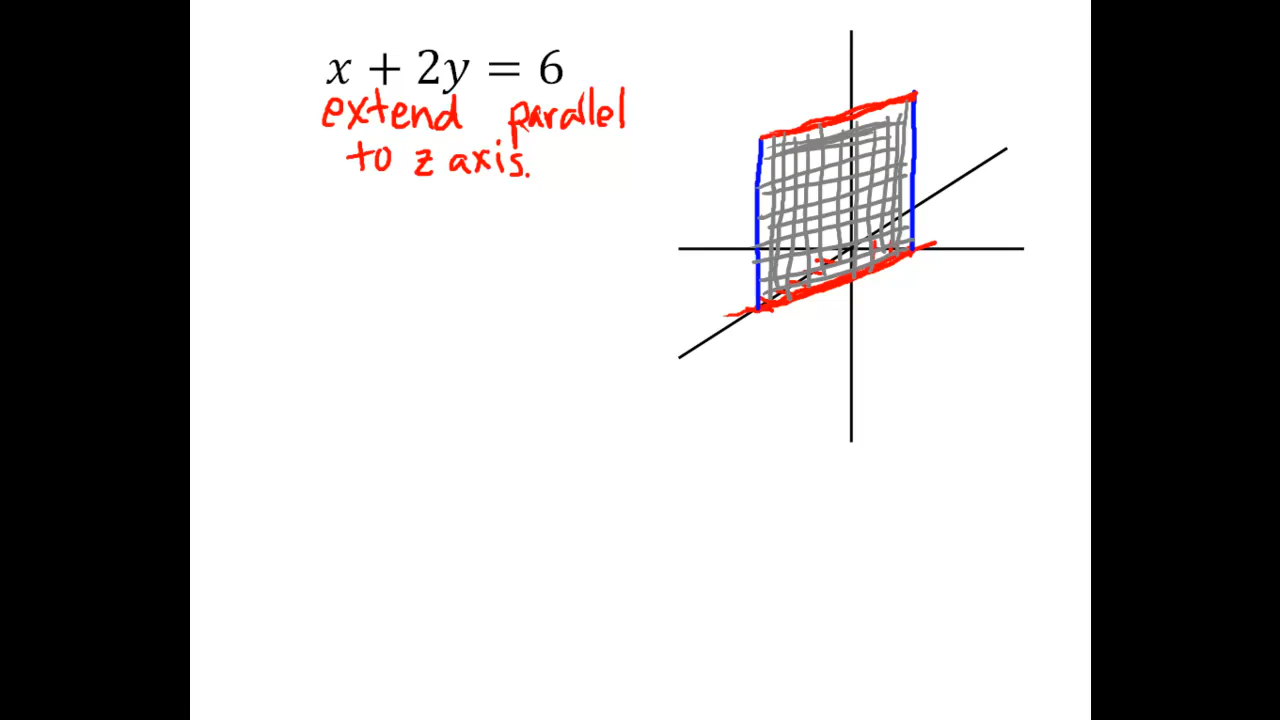 x + 2y = 6
extend parallel
to z axis.